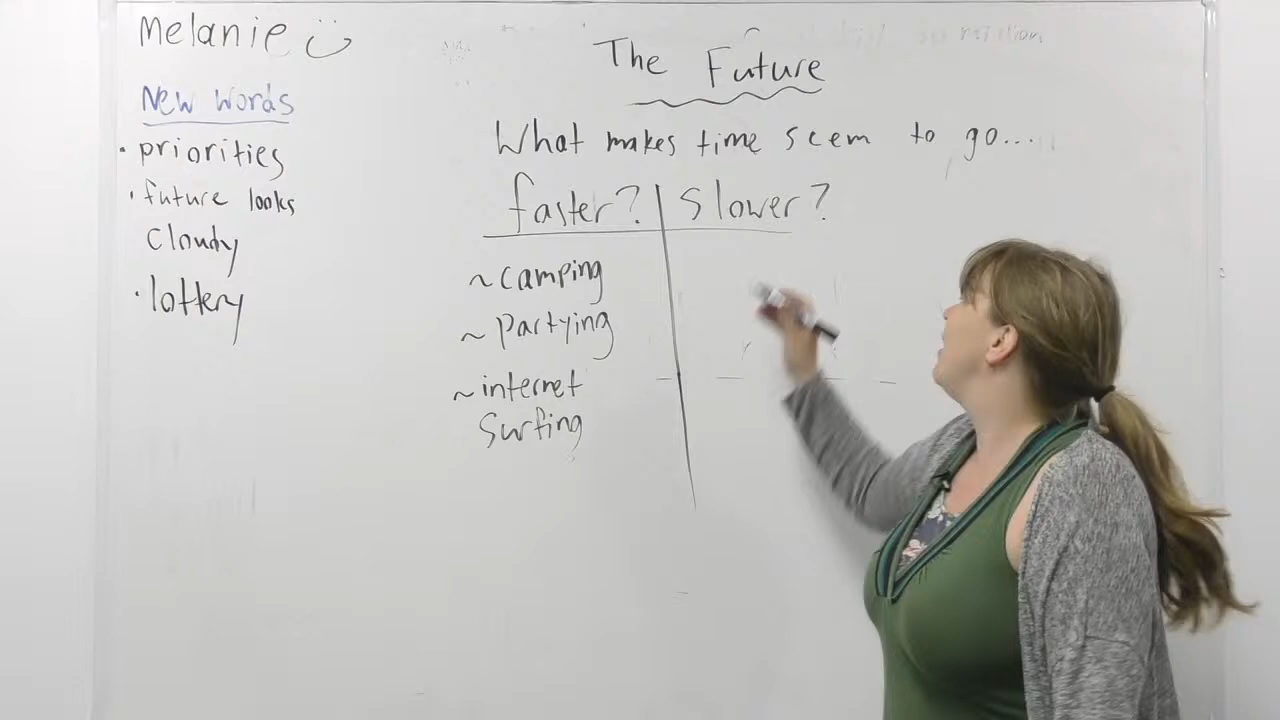 Melanie
New words
• priorities
• future looks
cloudy
• lottery
The Future
What makes time seem to go...
faster? slower?
~ camping
~ partying
~ internet
surfing